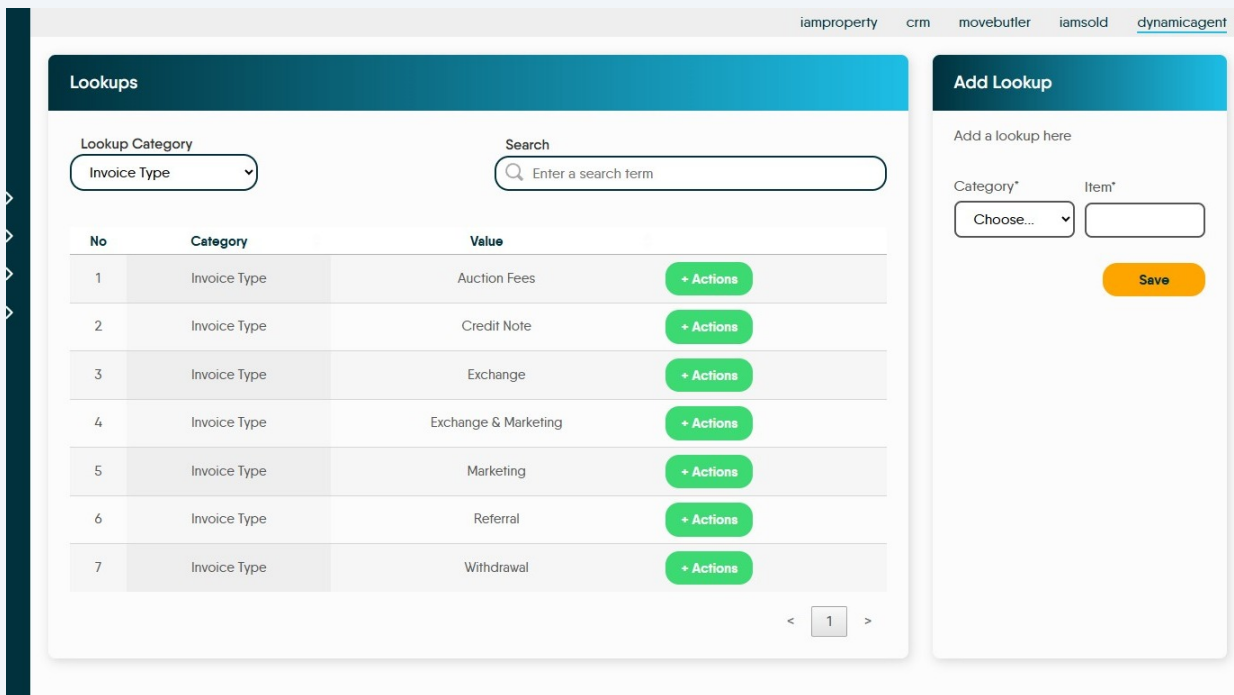 iamproperty crm movebutler iamsold dynamicagent
Lookups
Lookup Category
Invoice Type
Search
Enter a search term
No Category Value
1 Invoice Type Auction Fees + Actions
2 Invoice Type Credit Note + Actions
3 Invoice Type Exchange + Actions
4 Invoice Type Exchange & Marketing + Actions
5 Invoice Type Marketing + Actions
6 Invoice Type Referral + Actions
7 Invoice Type Withdrawal + Actions
< 1 >
Add Lookup
Add a lookup here
Category* Item*
Choose...
Save